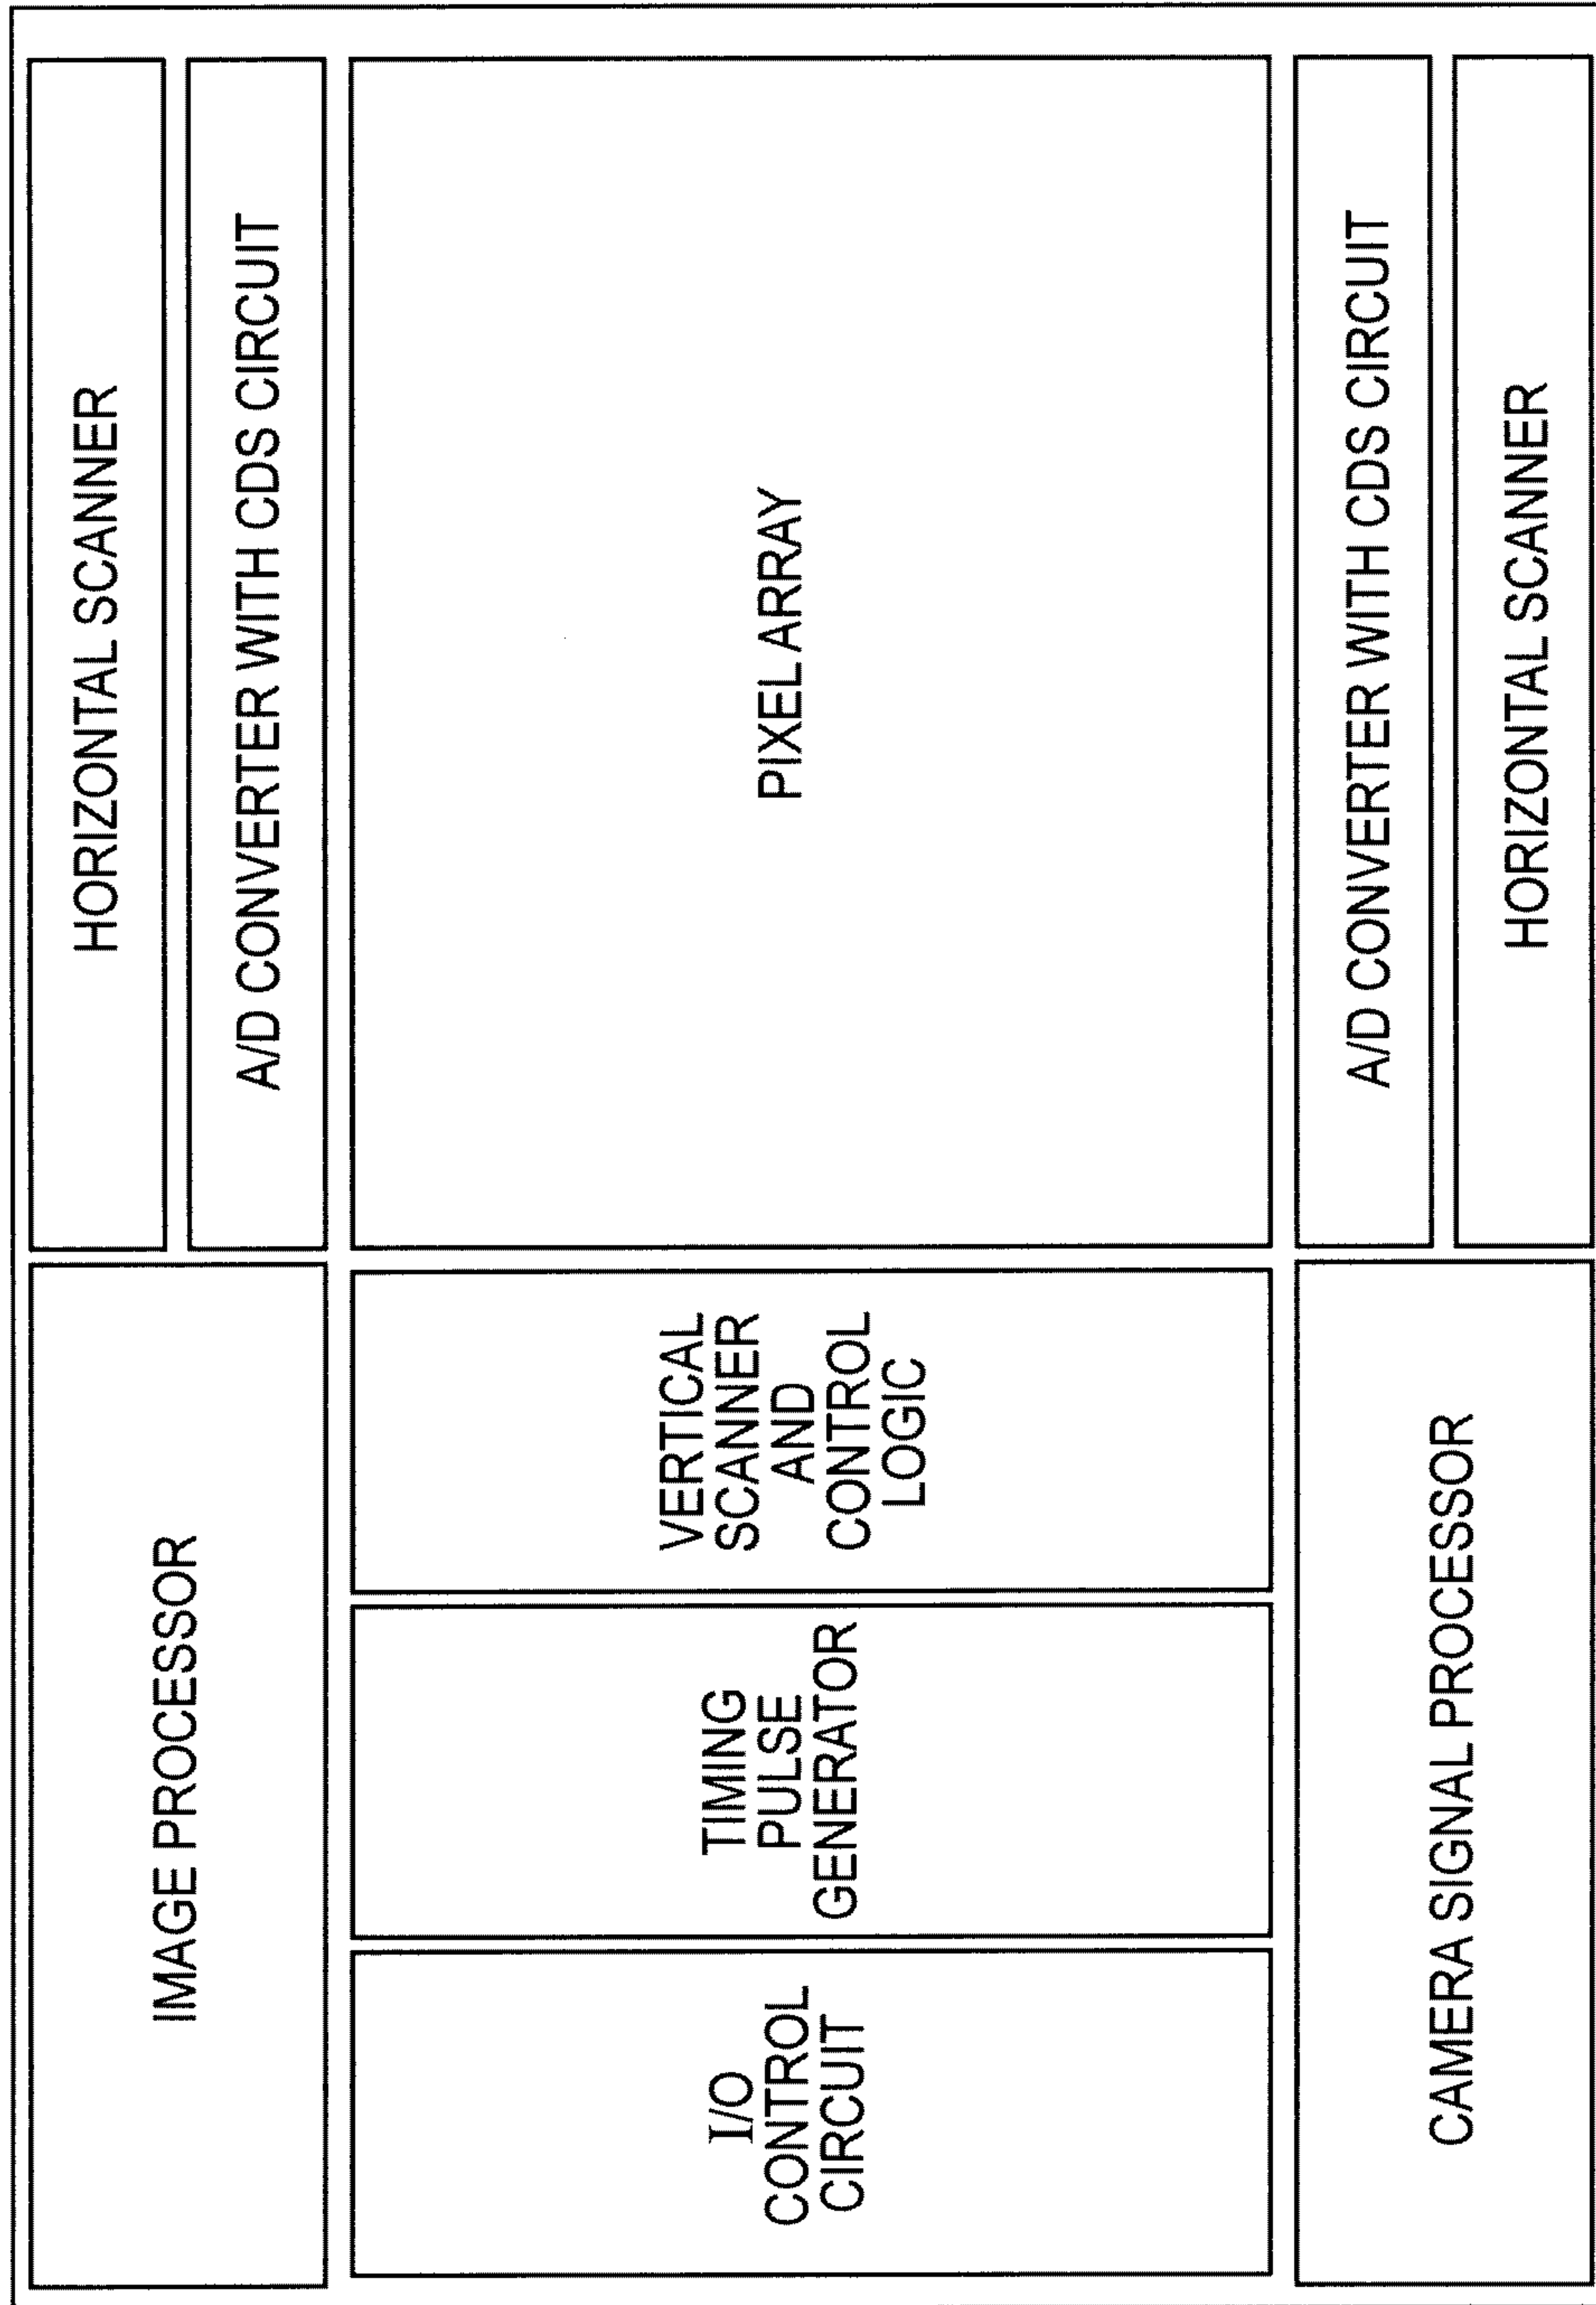 IMAGE PROCESSOR
HORIZONTAL SCANNER
A/D CONVERTER WITH CDS CIRCUIT
I/O
CONTROL
CIRCUIT
TIMING
PULSE
GENERATOR
VERTICAL
SCANNER
AND
CONTROL
LOGIC
PIXEL ARRAY
CAMERA SIGNAL PROCESSOR
A/D CONVERTER WITH CDS CIRCUIT
HORIZONTAL SCANNER